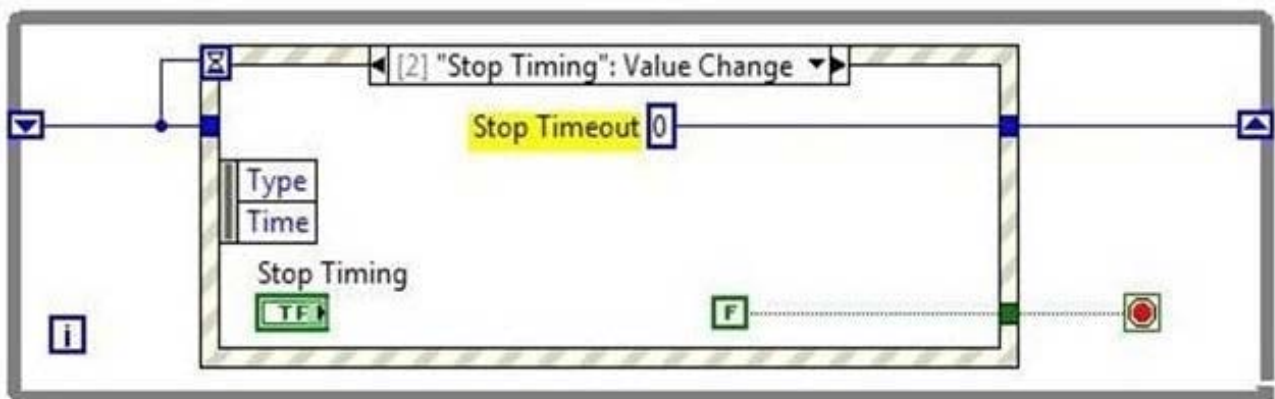 [2] "Stop Timing": Value Change
Stop Timeout 0
Type
Time
Stop Timing
TF
F
i